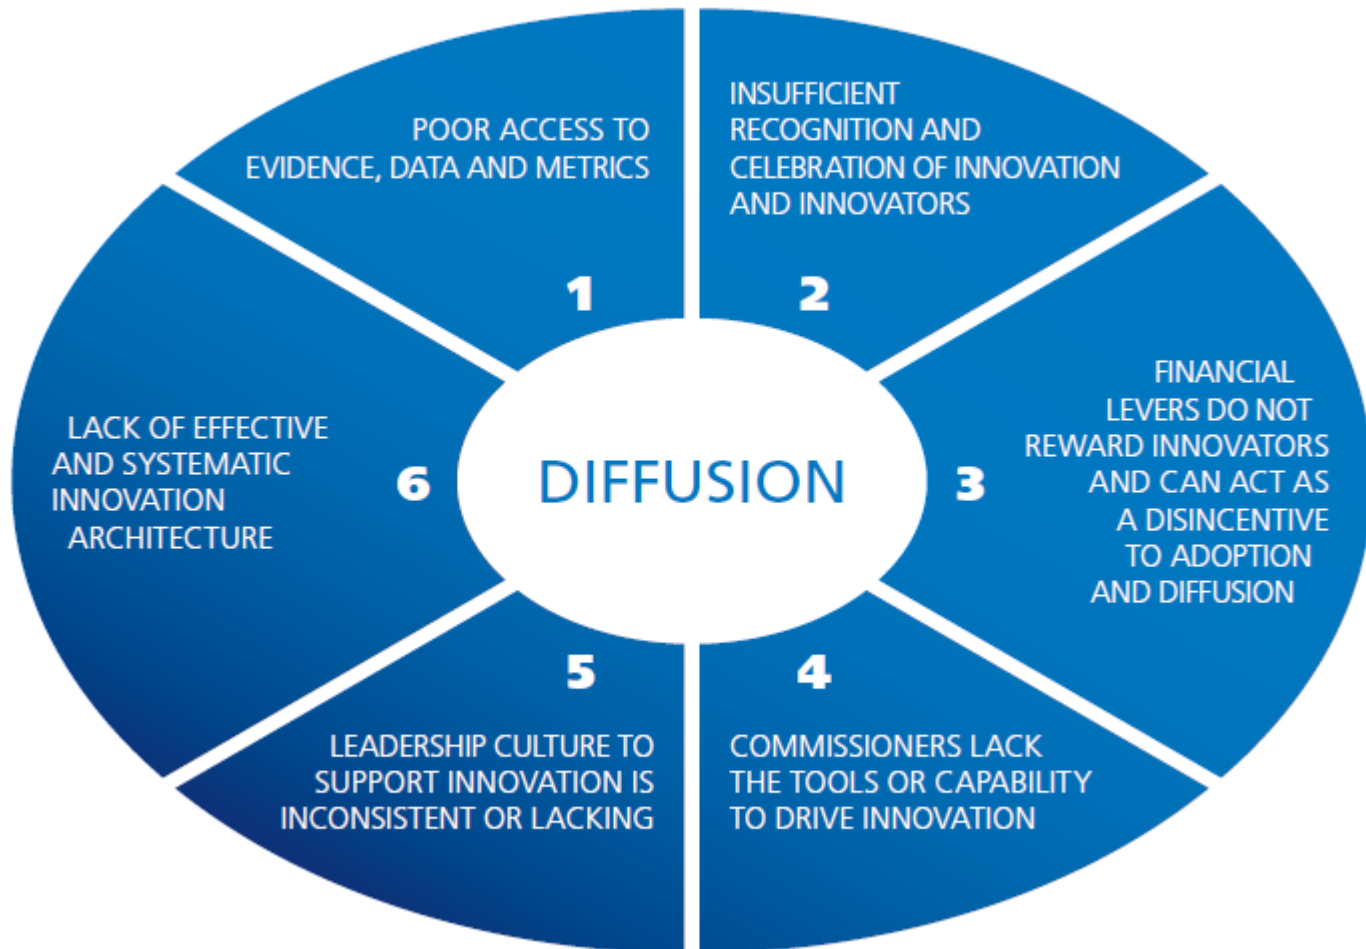 POOR ACCESS TO
EVIDENCE, DATA AND METRICS
1
INSUFFICIENT
RECOGNITION AND
CELEBRATION OF INNOVATION
AND INNOVATORS
2
FINANCIAL
LEVERS DO NOT
REWARD INNOVATORS
AND CAN ACT AS
A DISINCENTIVE
TO ADOPTION
AND DIFFUSION
3
COMMISSIONERS LACK
THE TOOLS OR CAPABILITY
TO DRIVE INNOVATION
4
LEADERSHIP CULTURE TO
SUPPORT INNOVATION IS
INCONSISTENT OR LACKING
5
LACK OF EFFECTIVE
AND SYSTEMATIC
INNOVATION
ARCHITECTURE
6
DIFFUSION